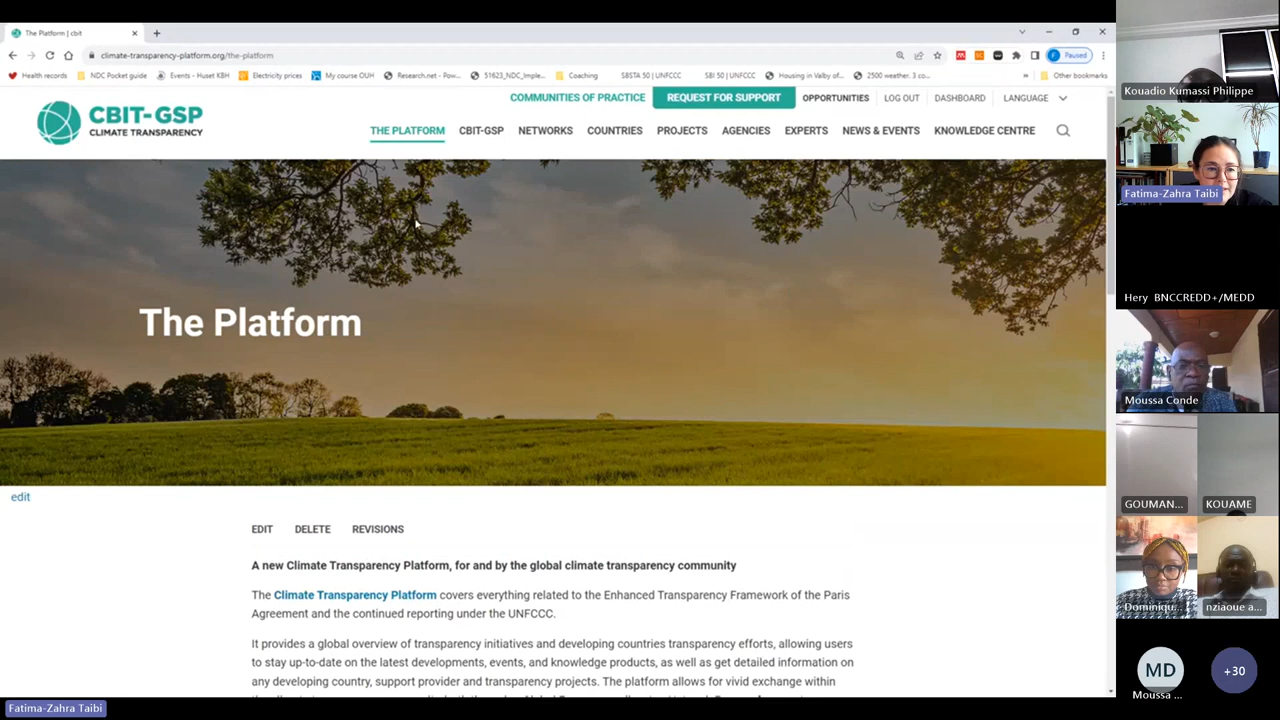 The Platform | cbit
climate-transparency-platform.org/the-platform
Paused
Health records
NDC Pocket guide
Events - Huset KBH
Electricity prices
My course OUH
Research.net - Pow...
51623_NDC_Imple...
Coaching
SBSTA 50 | UNFCCC
SBI 50 | UNFCCC
Housing in Valby of...
2500 weather. 3 co...
Other bookmarks
CBIT-GSP
CLIMATE TRANSPARENCY
COMMUNITIES OF PRACTICE
REQUEST FOR SUPPORT
OPPORTUNITIES
LOG OUT
DASHBOARD
LANGUAGE
THE PLATFORM
CBIT-GSP
NETWORKS
COUNTRIES
PROJECTS
AGENCIES
EXPERTS
NEWS & EVENTS
KNOWLEDGE CENTRE
The Platform
edit
EDIT
DELETE
REVISIONS
A new Climate Transparency Platform, for and by the global climate transparency community
The Climate Transparency Platform covers everything related to the Enhanced Transparency Framework of the Paris
Agreement and the continued reporting under the UNFCCC.
It provides a global overview of transparency initiatives and developing countries transparency efforts, allowing users
to stay up-to-date on the latest developments, events, and knowledge products, as well as get detailed information on
any developing country, support provider and transparency projects. The platform allows for vivid exchange within
Fatima-Zahra Taibi
Kouadio Kumassi Philippe
Fatima-Zahra Taibi
Hery BNCCREDD+/MEDD
Moussa Conde
GOUMAN...
KOUAME
Dominiqu...
nziaoue a...
MD
Moussa ...
+30